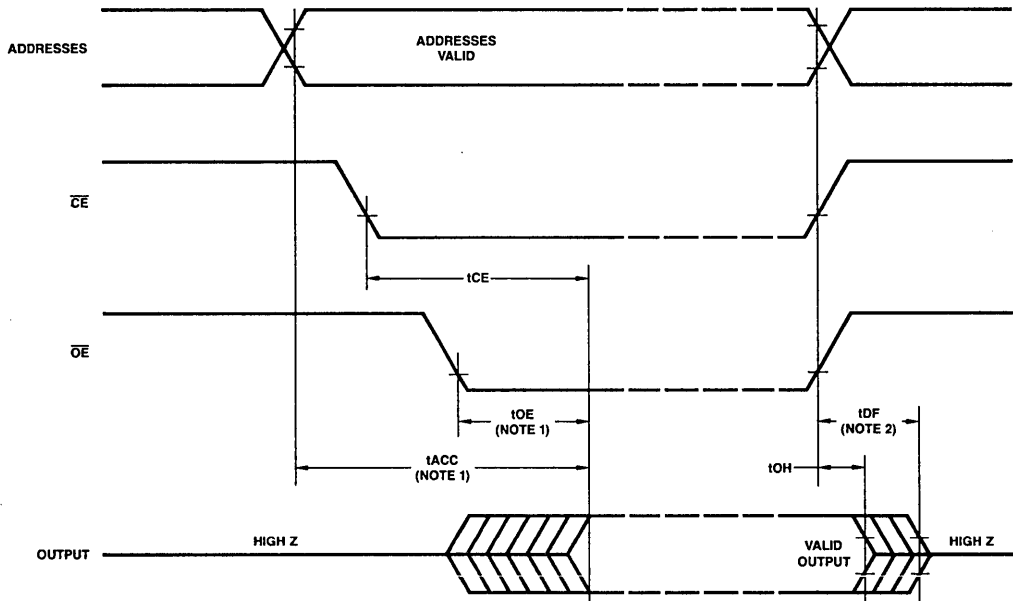 ADDRESSES
ADDRESSES
VALID
CE
tCE
OE
tOE
(NOTE 1)
tDF
(NOTE 2)
tACC
(NOTE 1)
tOH
OUTPUT
HIGH Z
VALID
OUTPUT
HIGH Z